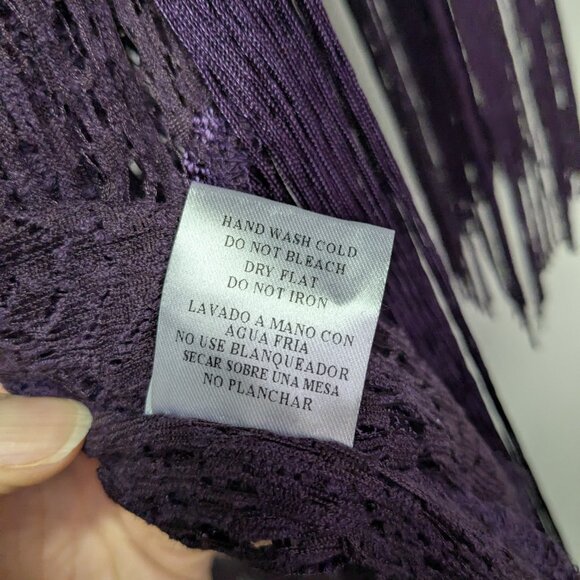 HAND WASH COLD
DO NOT BLEACH
DRY FLAT
DO NOT IRON
LAVADO A MANO CON
AGUA FRIA
NO USE BLANQUEADOR
SECAR SOBRE UNA MESA
NO PLANCHAR